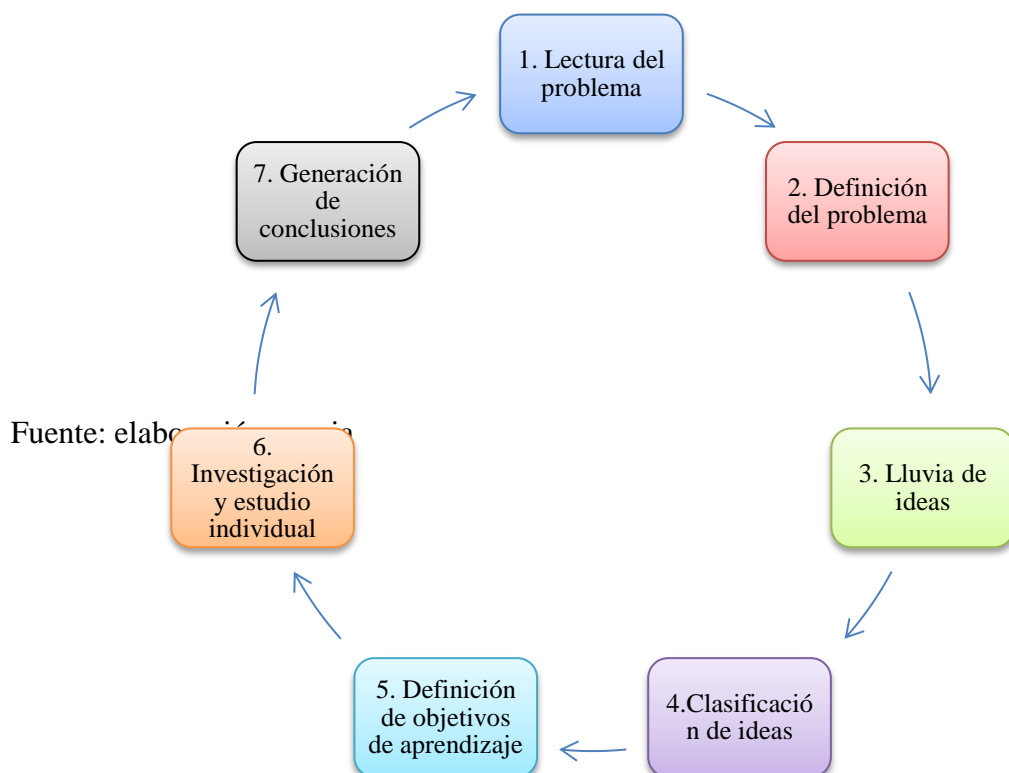 1. Lectura del
problema
2. Definición
del problema
3. Lluvia de
ideas
4.Clasificació
n de ideas
5. Definición
de objetivos
de aprendizaje
6.
Investigación
y estudio
individual
7. Generación
de
conclusiones
Fuente: